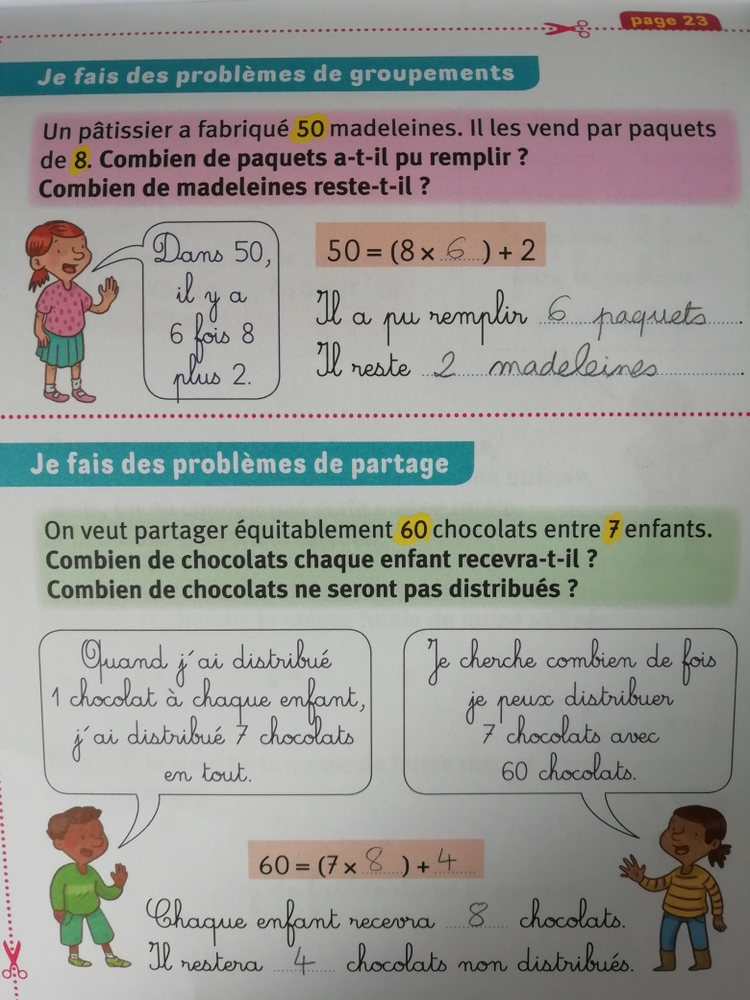 page 23
Je fais des problèmes de groupements
Un pâtissier a fabriqué 50 madeleines. Il les vend par paquets
de 8. Combien de paquets a-t-il pu remplir ?
Combien de madeleines reste-t-il ?
Dans 50,
il y a
6 fois 8
plus 2.
50 = (8 × 6) + 2
Il a pu remplir 6 paquets.
Il reste 2 madeleines.
Je fais des problèmes de partage
On veut partager équitablement 60 chocolats entre 7 enfants.
Combien de chocolats chaque enfant recevra-t-il ?
Combien de chocolats ne seront pas distribués ?
Quand j'ai distribué
1 chocolat à chaque enfant,
j'ai distribué 7 chocolats
en tout.
Je cherche combien de fois
je peux distribuer
7 chocolats avec
60 chocolats.
60 = (7 × 8) + 4
Chaque enfant recevra 8 chocolats.
Il restera 4 chocolats non distribués.